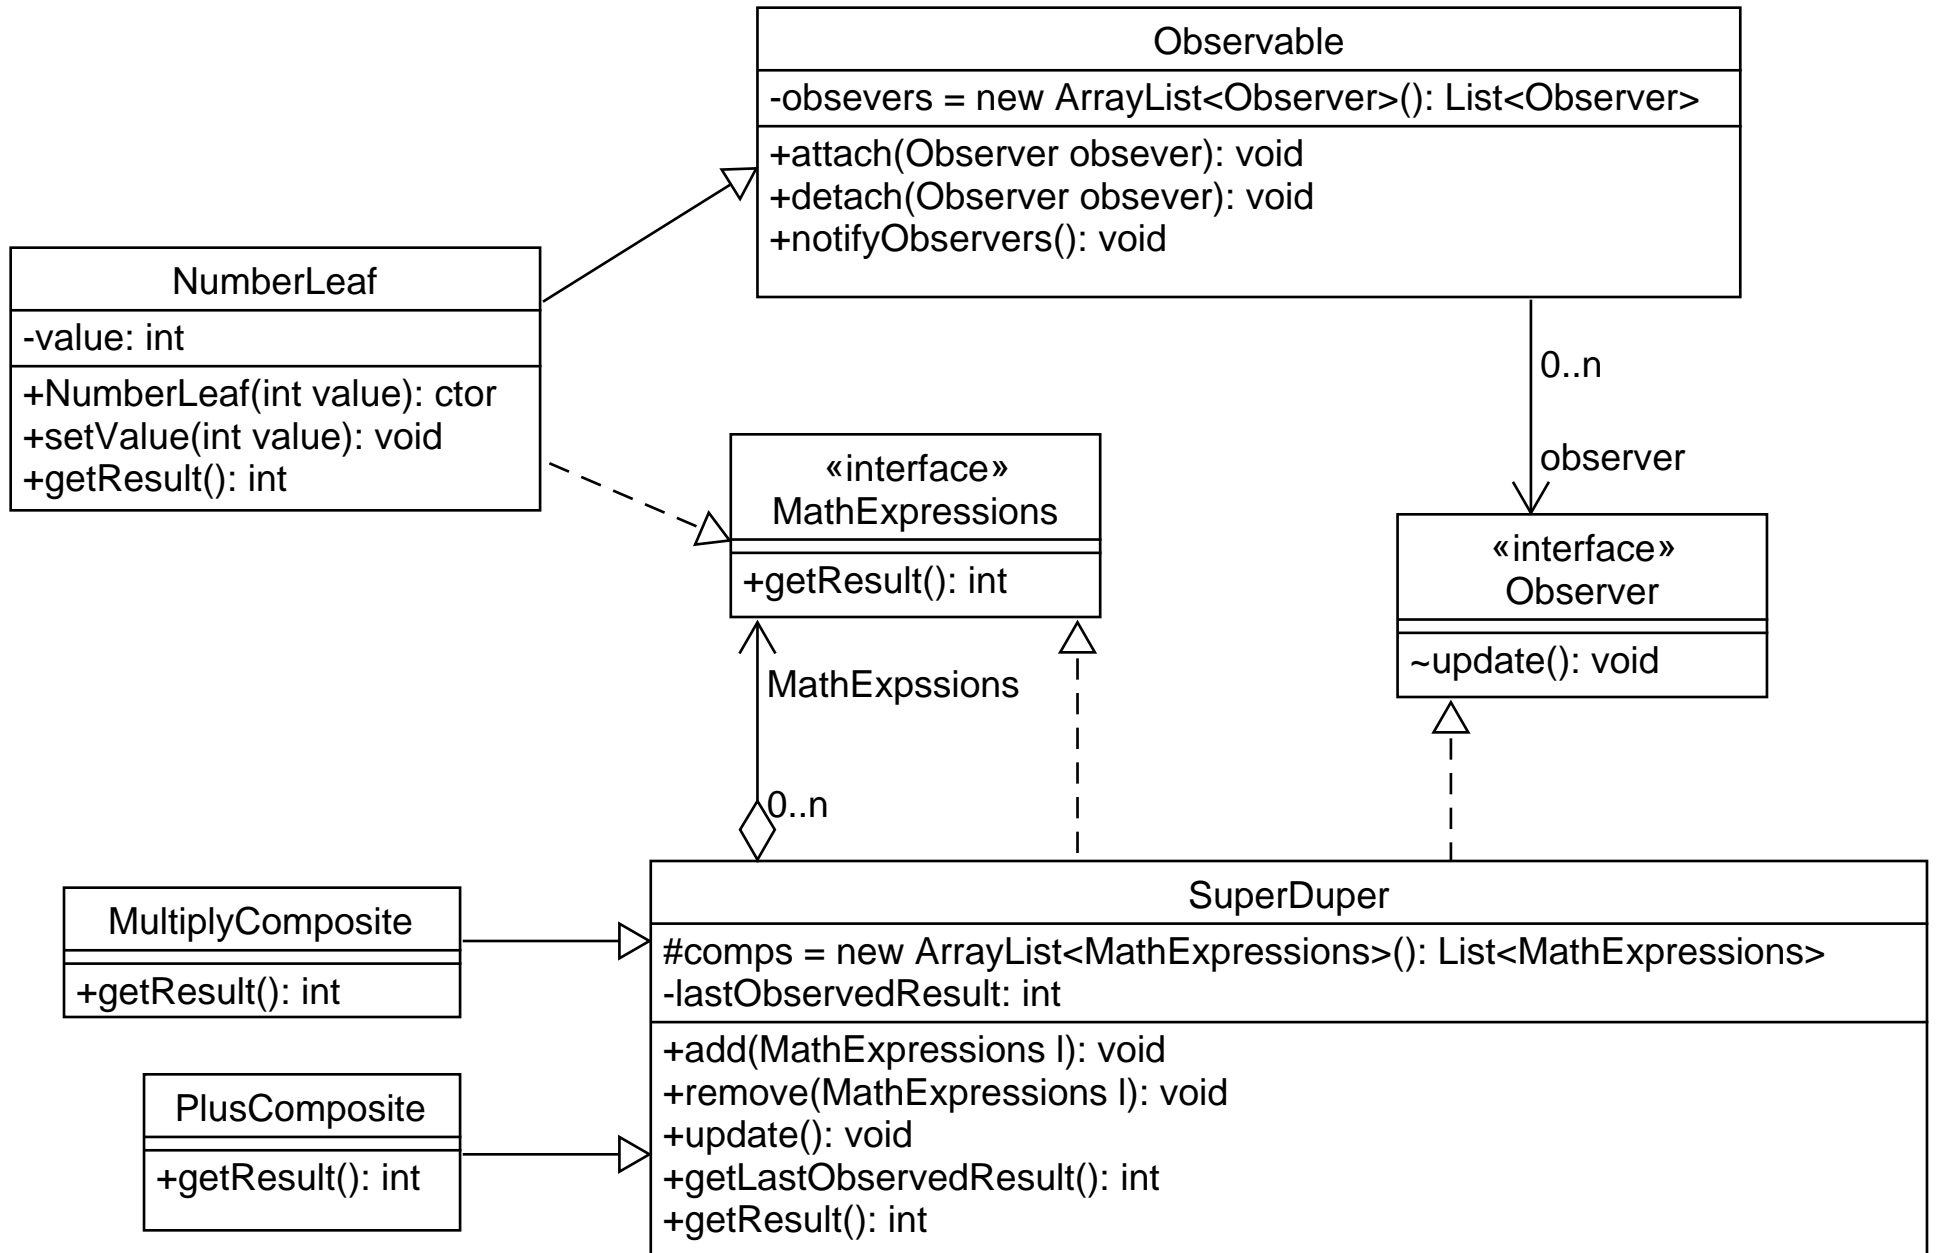 Observable
-obsevers = new ArrayList<Observer>(): List<Observer>
+attach(Observer obsever): void
+detach(Observer obsever): void
+notifyObservers(): void
NumberLeaf
-value: int
+NumberLeaf(int value): ctor
+setValue(int value): void
+getResult(): int
0..n
observer
«interface»
MathExpressions
+getResult(): int
«interface»
Observer
~update(): void
MathExpssions
0..n
MultiplyComposite
+getResult(): int
PlusComposite
+getResult(): int
SuperDuper
#comps = new ArrayList<MathExpressions>(): List<MathExpressions>
-lastObservedResult: int
+add(MathExpressions l): void
+remove(MathExpressions l): void
+update(): void
+getLastObservedResult(): int
+getResult(): int